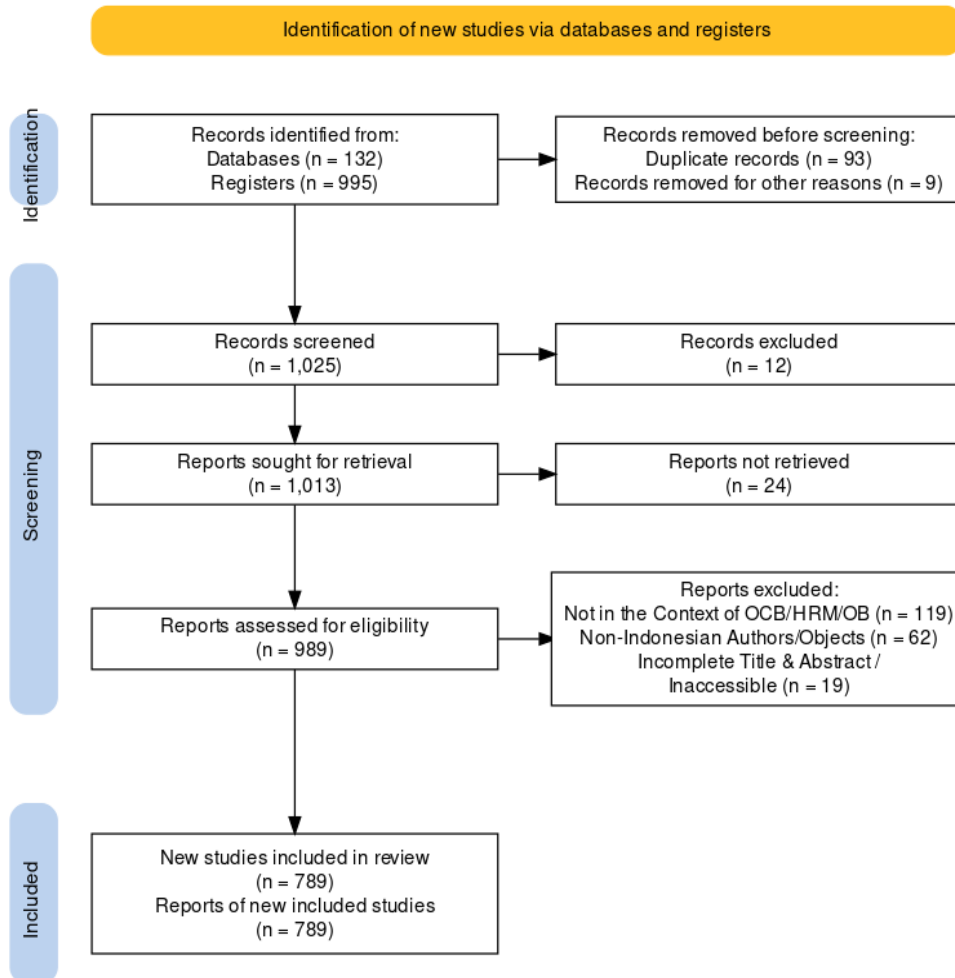 Identification of new studies via databases and registers
Identification
Records identified from:
Databases (n = 132)
Registers (n = 995)
Records removed before screening:
Duplicate records (n = 93)
Records removed for other reasons (n = 9)
Screening
Records screened
(n = 1,025)
Records excluded
(n = 12)
Reports sought for retrieval
(n = 1,013)
Reports not retrieved
(n = 24)
Reports assessed for eligibility
(n = 989)
Reports excluded:
Not in the Context of OCB/HRM/OB (n = 119)
Non-Indonesian Authors/Objects (n = 62)
Incomplete Title & Abstract /
Inaccessible (n = 19)
Included
New studies included in review
(n = 789)
Reports of new included studies
(n = 789)